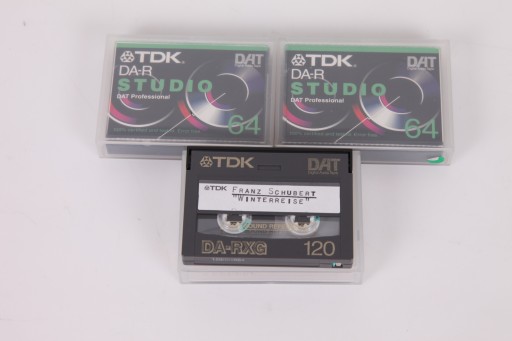 TDK
DAT
DA-R
STUDIO
DAT Professional
64
TDK
DAT
DA-R
STUDIO
DAT Professional
64
TDK
DAT
TDK FRANZ SCHUBERT
"WINTERREISE"
DA-RXG
120